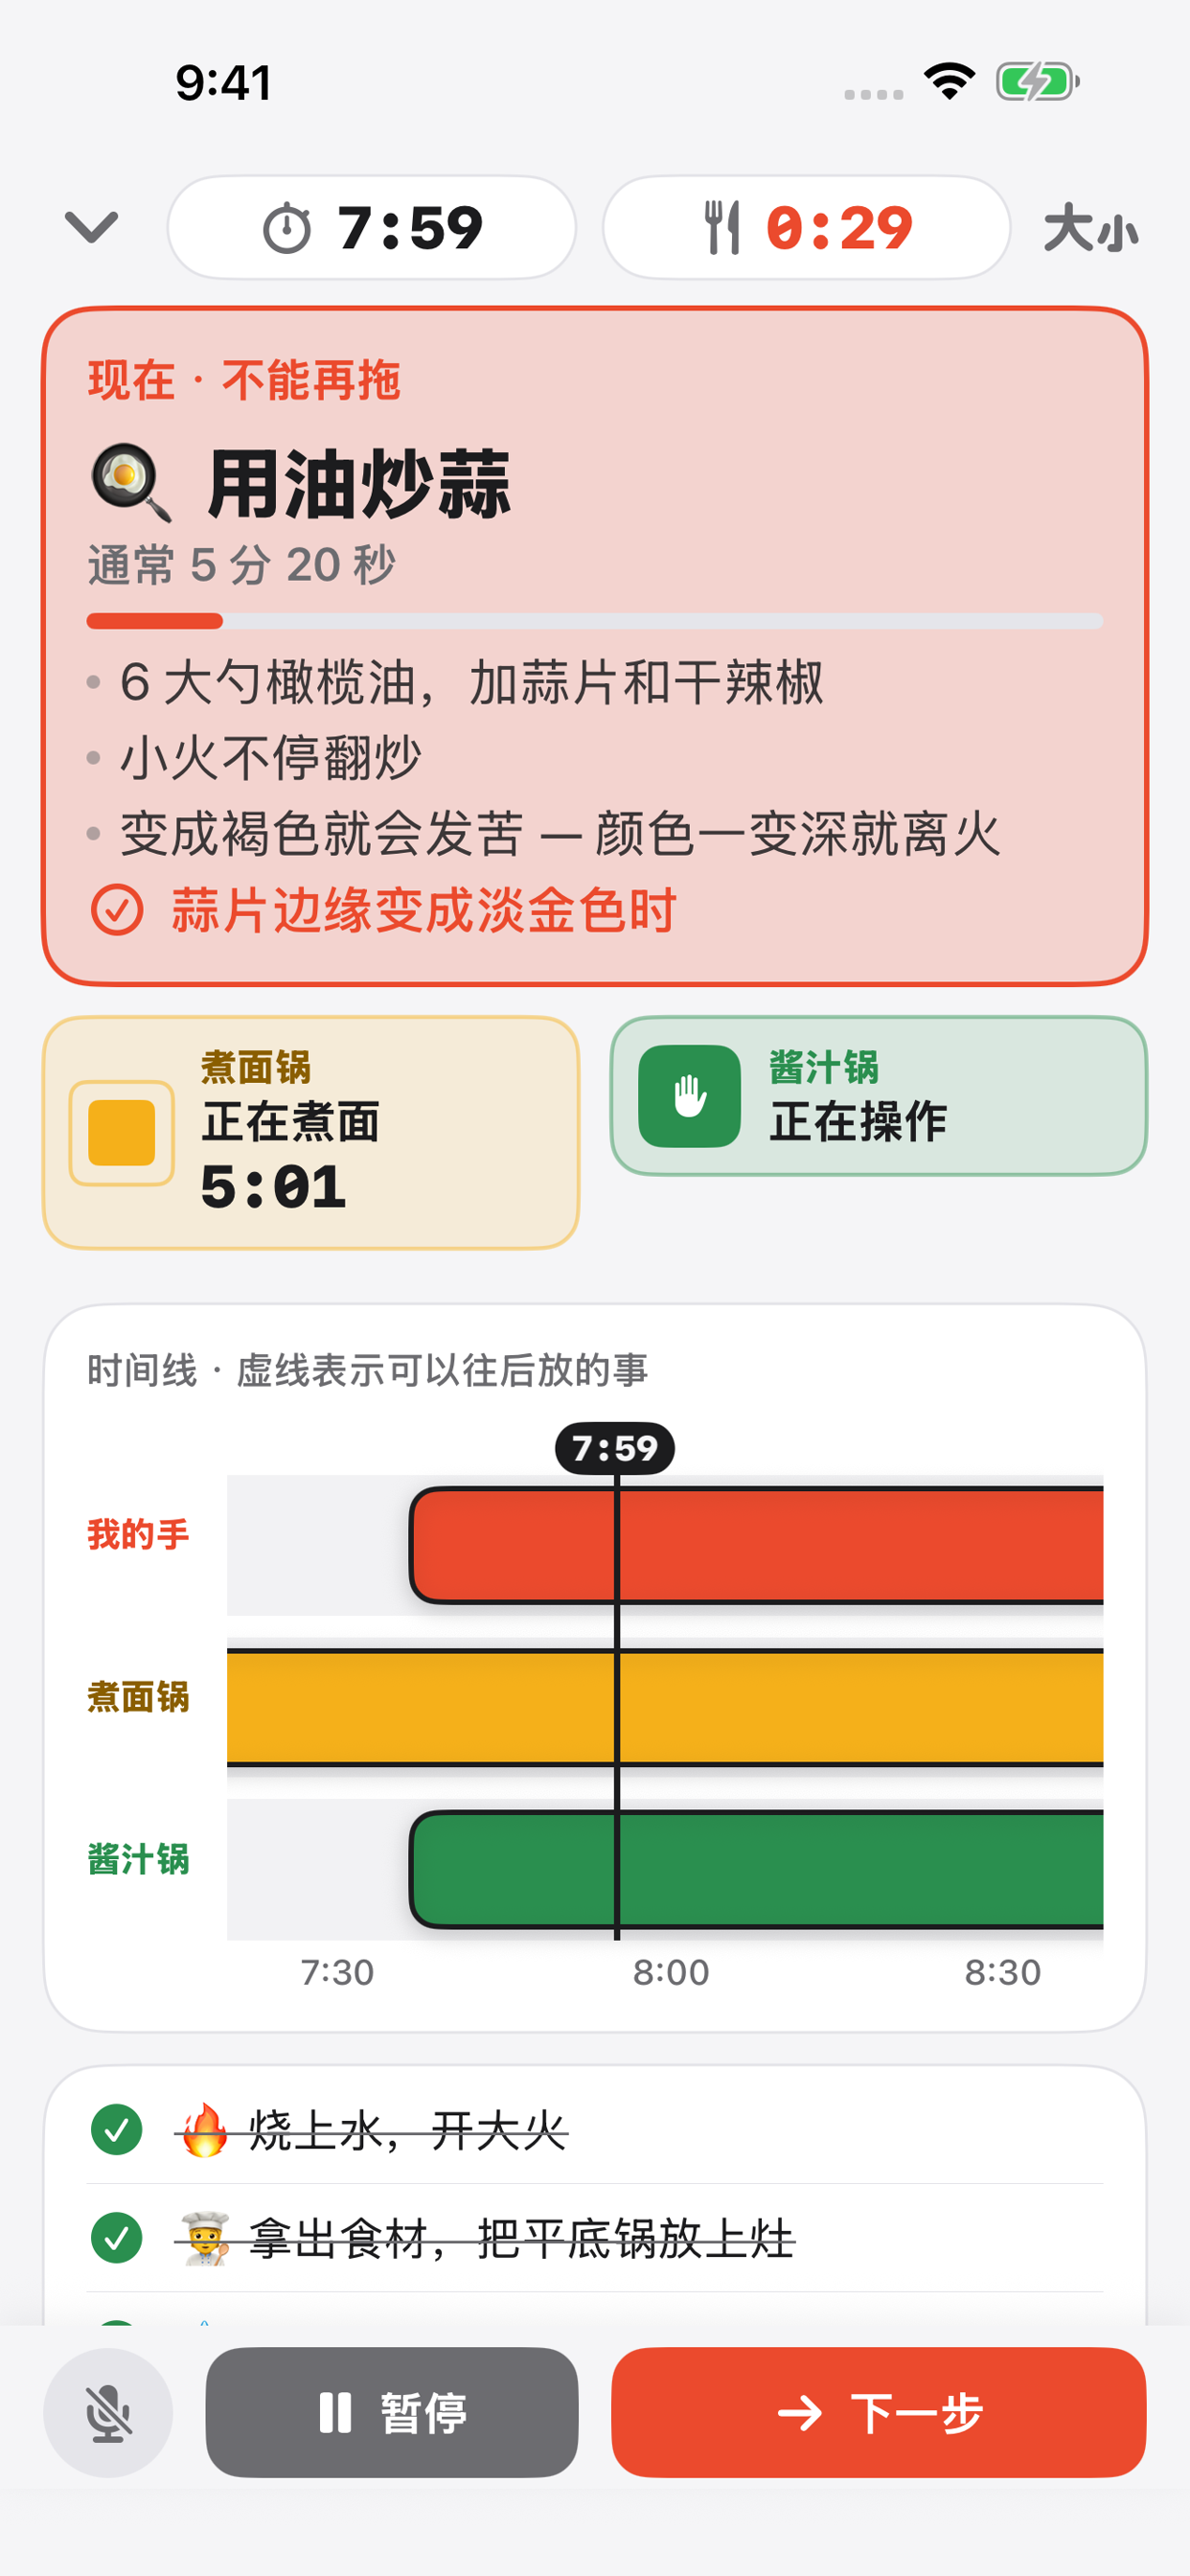 9:41
7:59
0:29
大小
现在 · 不能再拖
用油炒蒜
通常 5 分 20 秒
6 大勺橄榄油，加蒜片和干辣椒
小火不停翻炒
变成褐色就会发苦 — 颜色一变深就离火
蒜片边缘变成淡金色时
煮面锅
正在煮面
5:01
酱汁锅
正在操作
时间线 · 虚线表示可以往后放的事
7:59
我的手
煮面锅
酱汁锅
7:30 8:00 8:30
烧上水，开大火
拿出食材，把平底锅放上灶
暂停
下一步